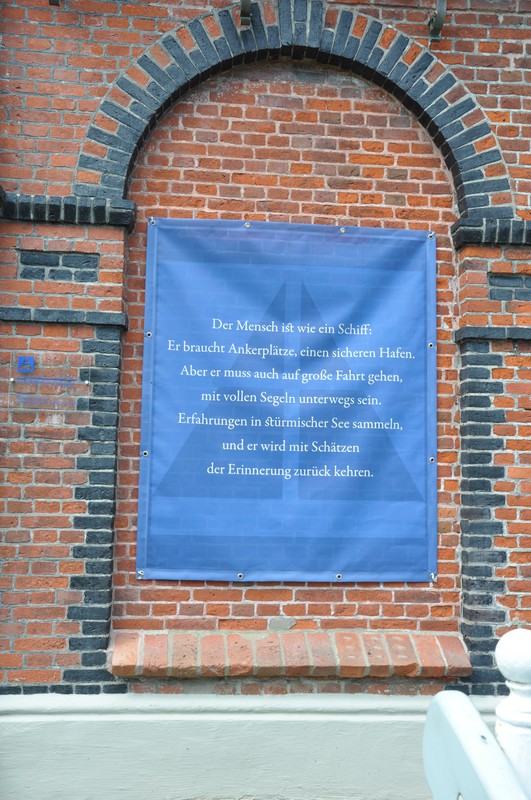 Der Mensch ist wie ein Schiff:
Er braucht Ankerplätze, einen sicheren Hafen.
Aber er muss auch auf große Fahrt gehen,
mit vollen Segeln unterwegs sein.
Erfahrungen in stürmischer See sammeln,
und er wird mit Schätzen
der Erinnerung zurück kehren.